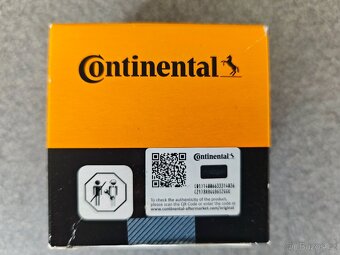 Continental
Continental
To check the authenticity of the product,
please scan the QR Code or enter the code in
www.continental-aftermarket.com/original